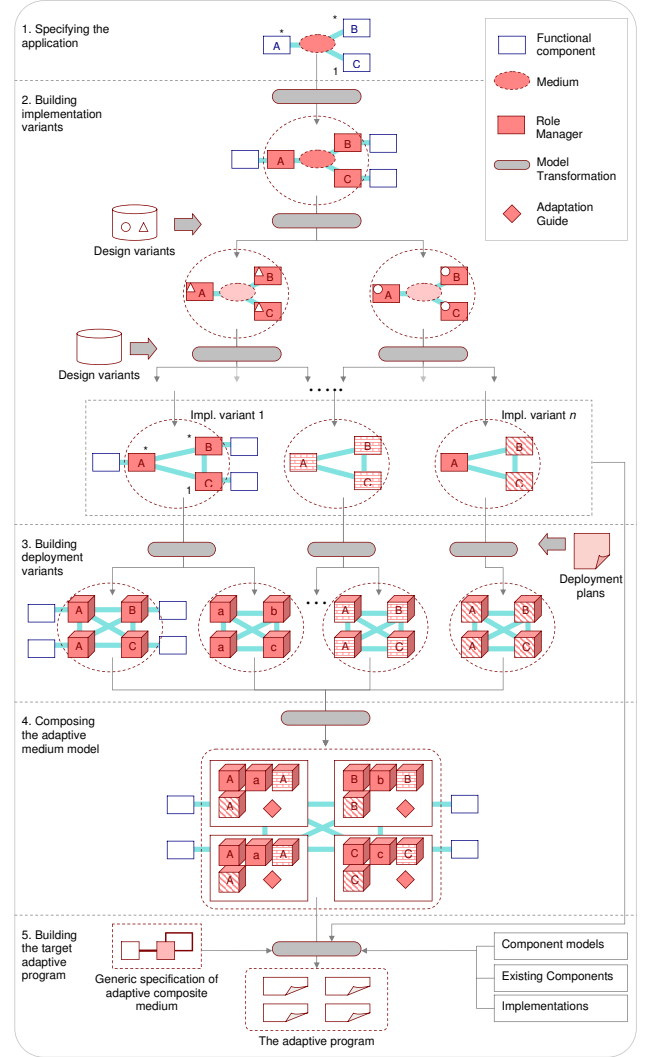 1. Specifying the
application
*
*
A
B
C
1
Functional
component
Medium
Role
Manager
Model
Transformation
Adaptation
Guide
2. Building
implementation
variants
A
B
C
Design variants
A
B
C
A
B
C
Design variants
.....
Impl. variant 1
Impl. variant n
*
*
A
B
C
1
A
B
C
A
B
C
3. Building
deployment
variants
Deployment
plans
...
A
B
A
C
a
b
a
c
A
B
A
C
A
B
A
C
4. Composing
the adaptive
medium model
A
a
A
A
B
b
B
B
A
a
A
A
C
c
C
C
5. Building
the target
adaptive
program
Generic specification of
adaptive composite
medium
Component models
Existing Components
Implementations
The adaptive program